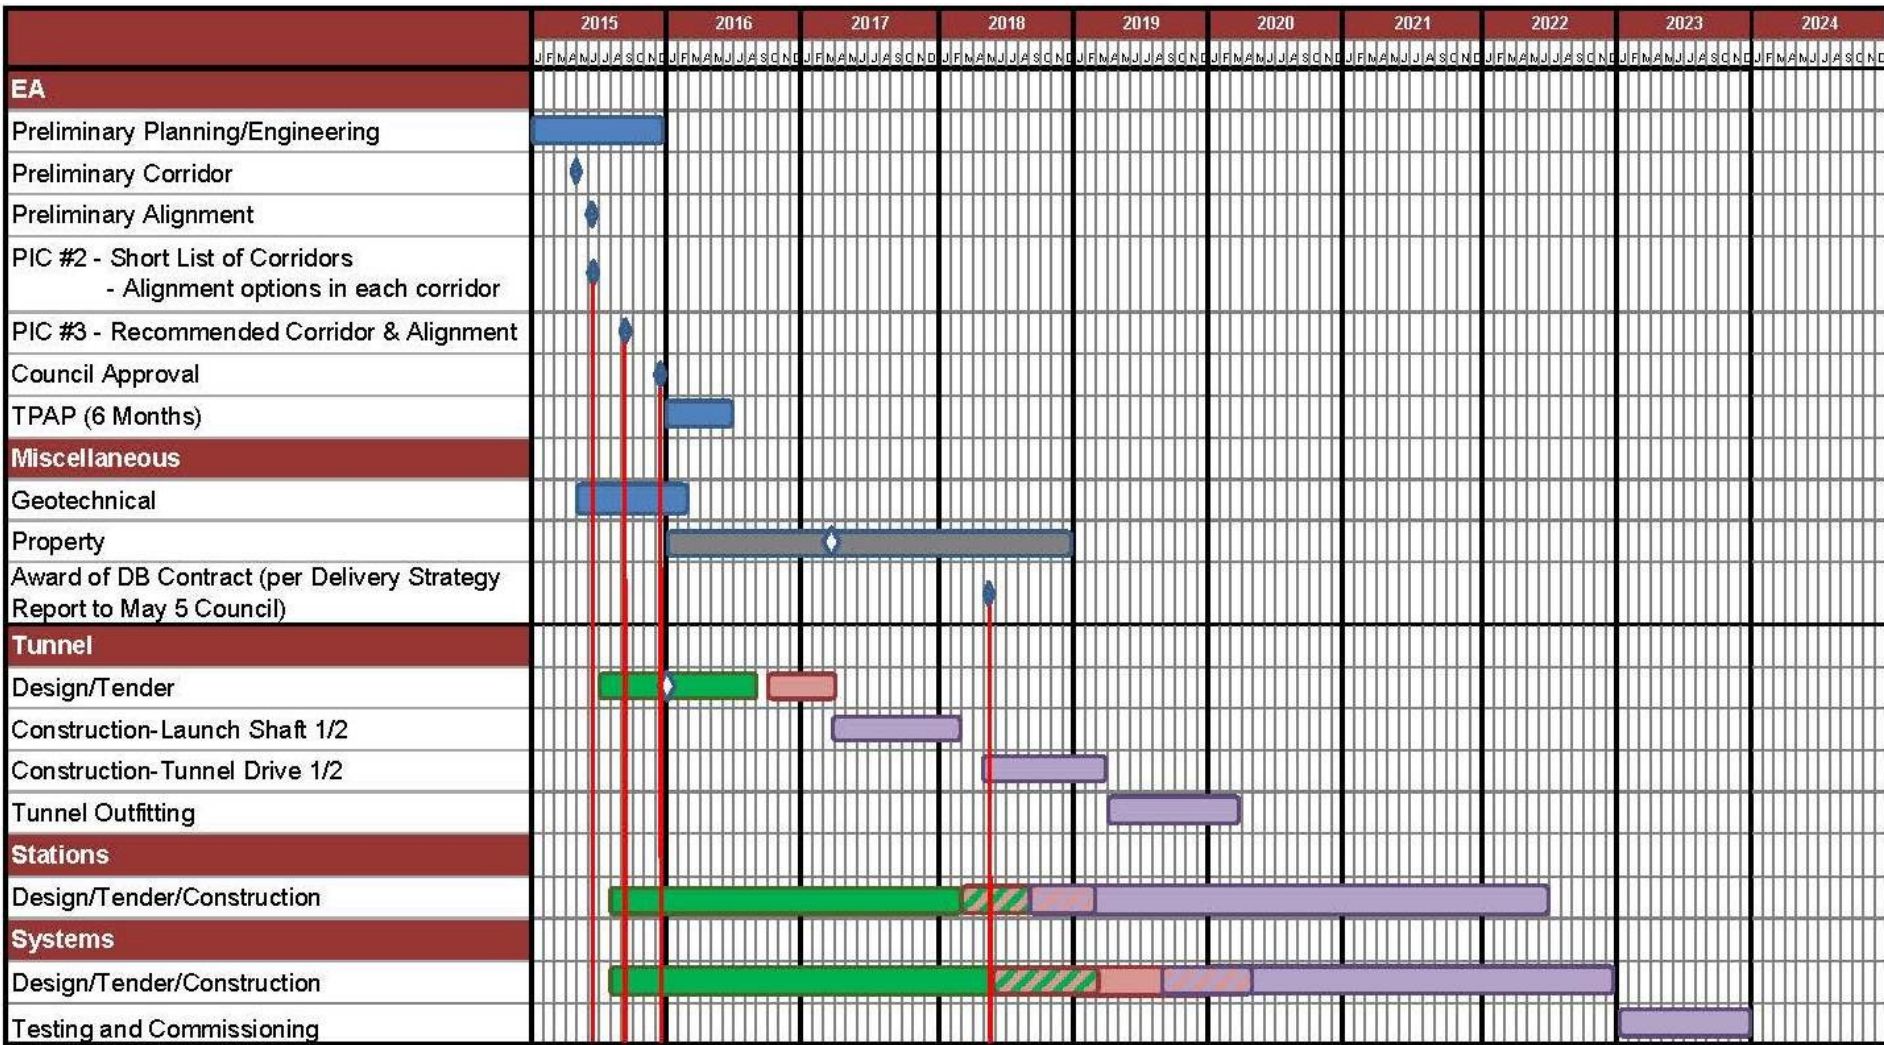 2015 2016 2017 2018 2019 2020 2021 2022 2023 2024
J F M A M J J A S O N D J F M A M J J A S O N D J F M A M J J A S O N D J F M A M J J A S O N D J F M A M J J A S O N D J F M A M J J A S O N D J F M A M J J A S O N D J F M A M J J A S O N D J F M A M J J A S O N D J F M A M J J A S O N D
EA
Preliminary Planning/Engineering
Preliminary Corridor
Preliminary Alignment
PIC #2 - Short List of Corridors
- Alignment options in each corridor
PIC #3 - Recommended Corridor & Alignment
Council Approval
TPAP (6 Months)
Miscellaneous
Geotechnical
Property
Award of DB Contract (per Delivery Strategy
Report to May 5 Council)
Tunnel
Design/Tender
Construction-Launch Shaft 1/2
Construction-Tunnel Drive 1/2
Tunnel Outfitting
Stations
Design/Tender/Construction
Systems
Design/Tender/Construction
Testing and Commissioning